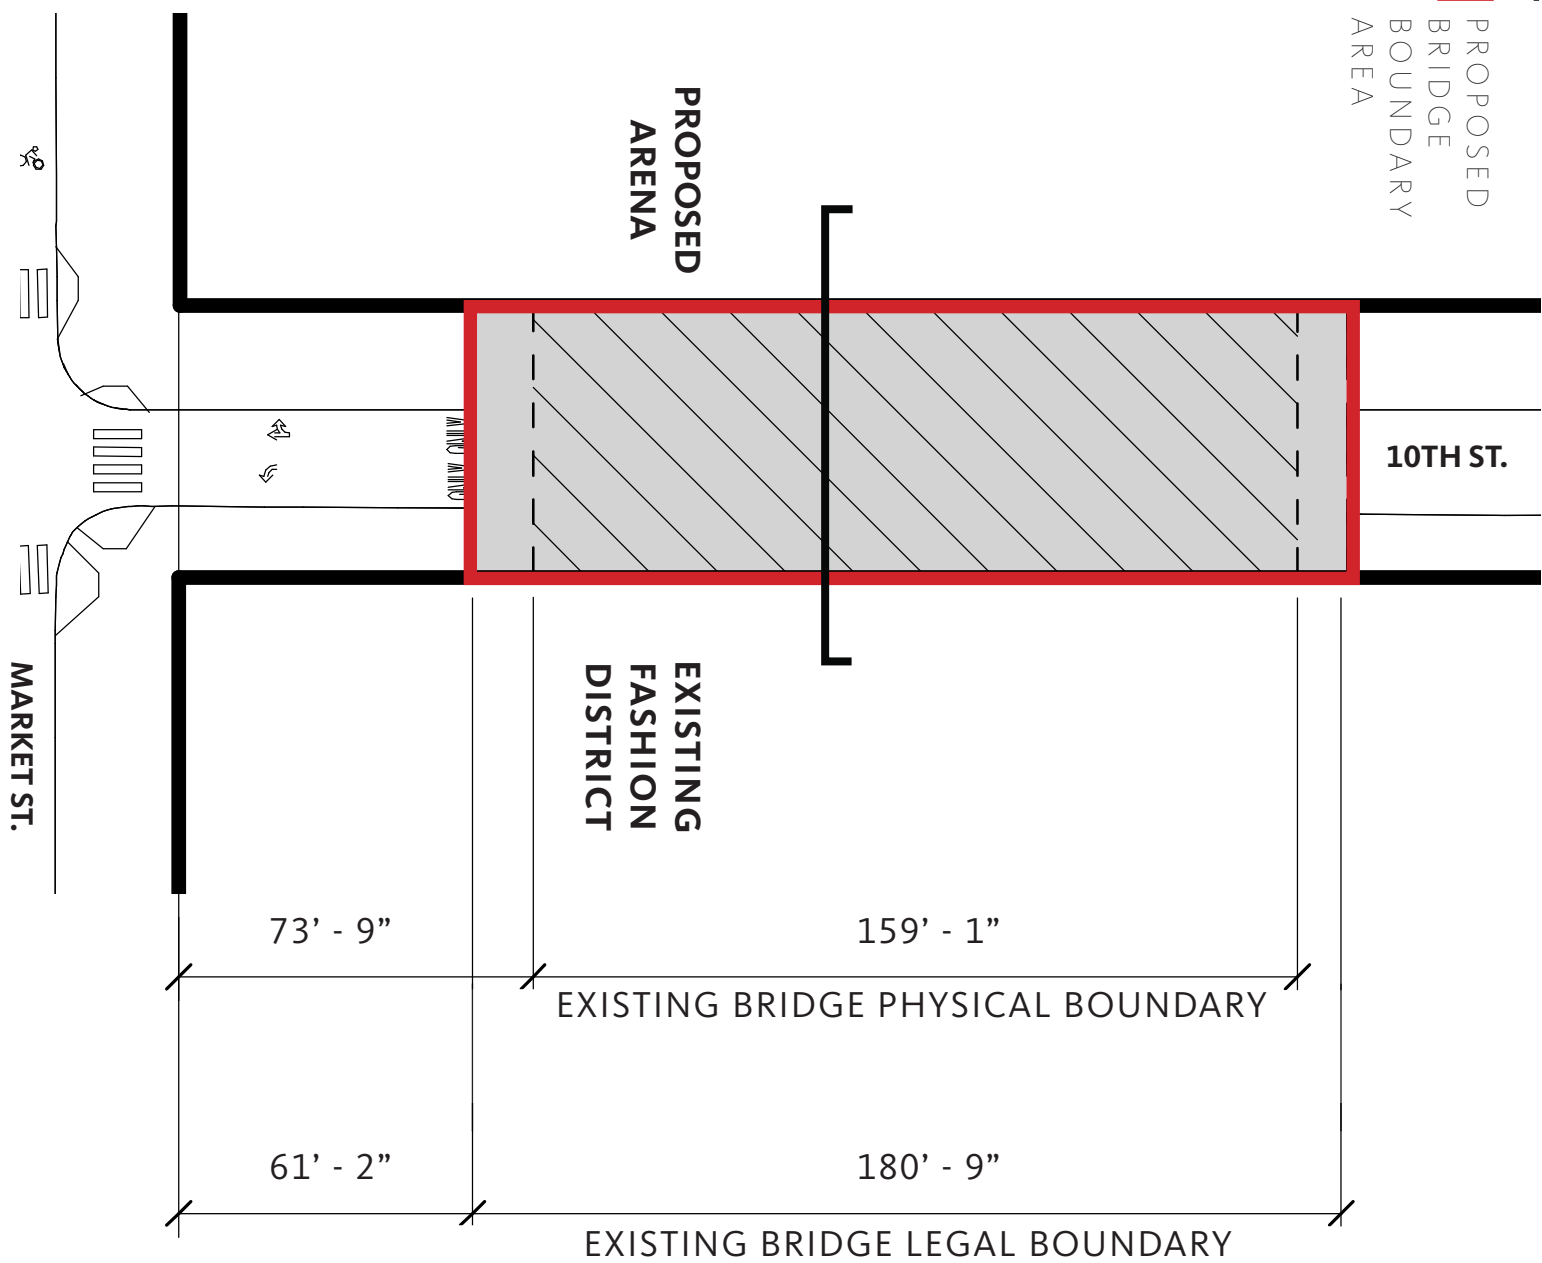 PROPOSED
BRIDGE
BOUNDARY
AREA
PROPOSED
ARENA
10TH ST.
MARKET ST.
EXISTING
FASHION
DISTRICT
73’ - 9”
159’ - 1”
EXISTING BRIDGE PHYSICAL BOUNDARY
61’ - 2”
180’ - 9”
EXISTING BRIDGE LEGAL BOUNDARY